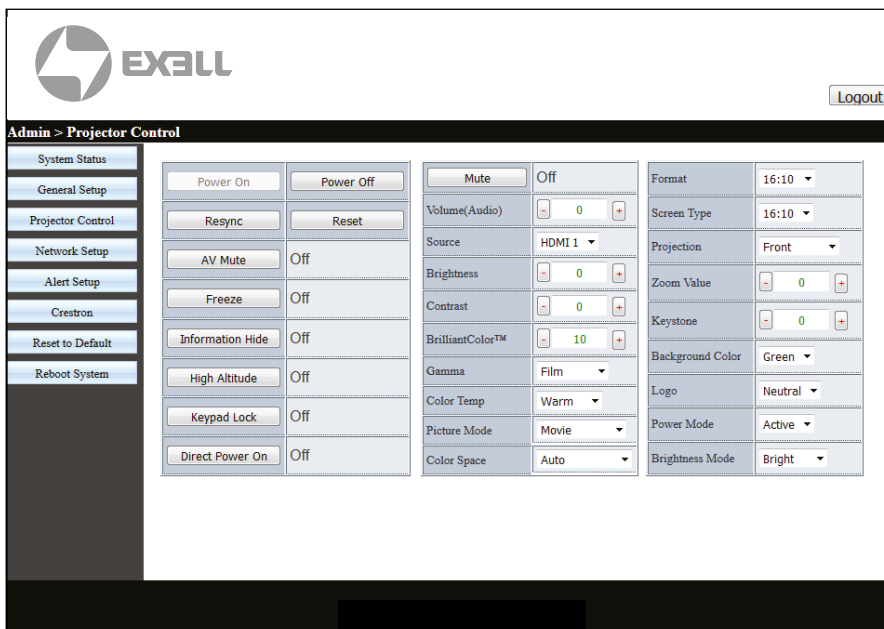 EXELL
Logout
Admin > Projector Control
System Status
General Setup
Projector Control
Network Setup
Alert Setup
Crestron
Reset to Default
Reboot System
Power On Power Off
Resync Reset
AV Mute Off
Freeze Off
Information Hide Off
High Altitude Off
Keypad Lock Off
Direct Power On Off
Mute Off
Volume(Audio) - 0 +
Source HDMI 1
Brightness - 0 +
Contrast - 0 +
BrilliantColor™ - 10 +
Gamma Film
Color Temp Warm
Picture Mode Movie
Color Space Auto
Format 16:10
Screen Type 16:10
Projection Front
Zoom Value - 0 +
Keystone - 0 +
Background Color Green
Logo Neutral
Power Mode Active
Brightness Mode Bright